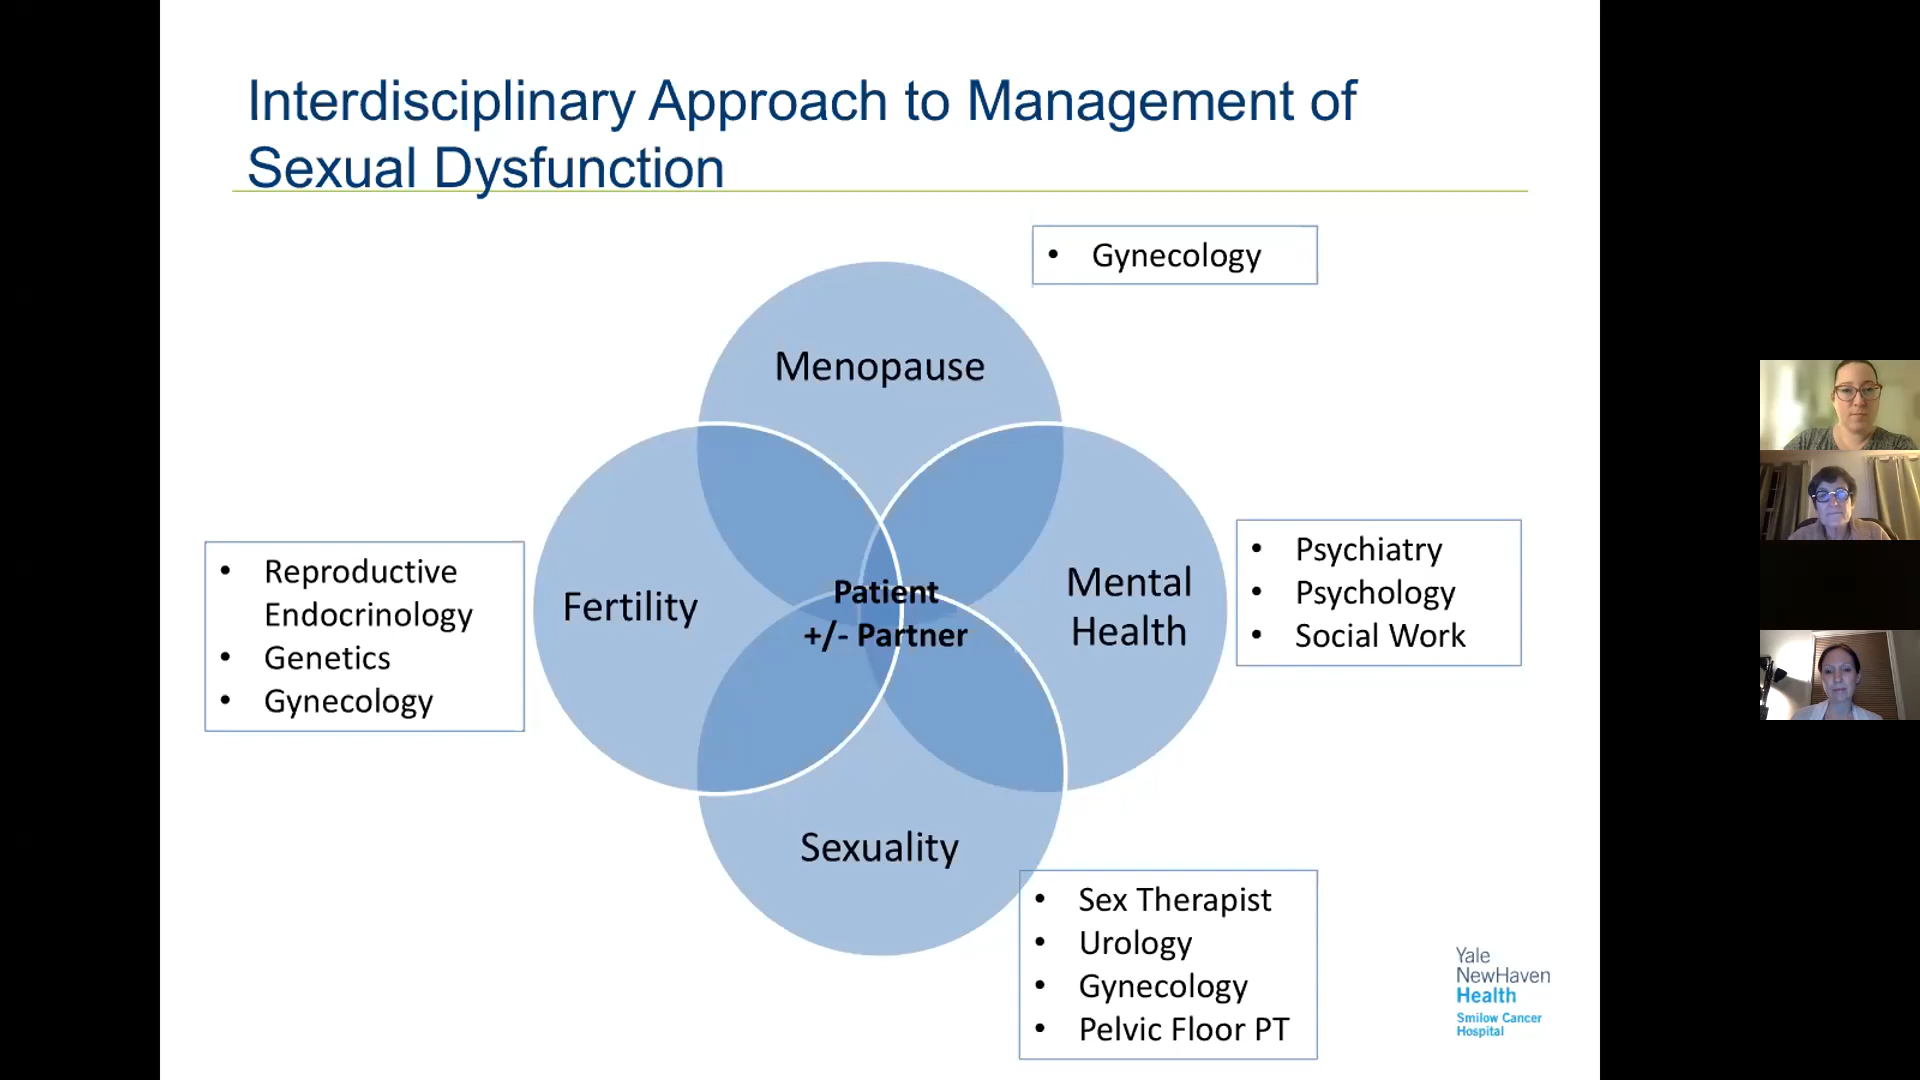 Interdisciplinary Approach to Management of
Sexual Dysfunction
• Gynecology
Menopause
• Reproductive
Endocrinology
• Genetics
• Gynecology
Fertility
Patient
+/- Partner
Mental
Health
• Psychiatry
• Psychology
• Social Work
Sexuality
• Sex Therapist
• Urology
• Gynecology
• Pelvic Floor PT
Yale
NewHaven
Health
Smilow Cancer
Hospital